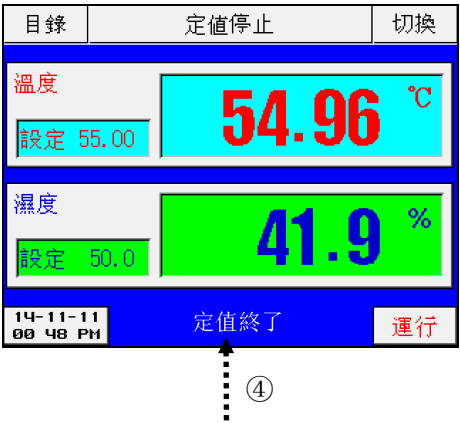 目錄 定值停止 切換
溫度
54.96 ℃
設定 55.00
濕度
41.9 %
設定 50.0
14-11-11
00 48 PM
定值終了
運行
④